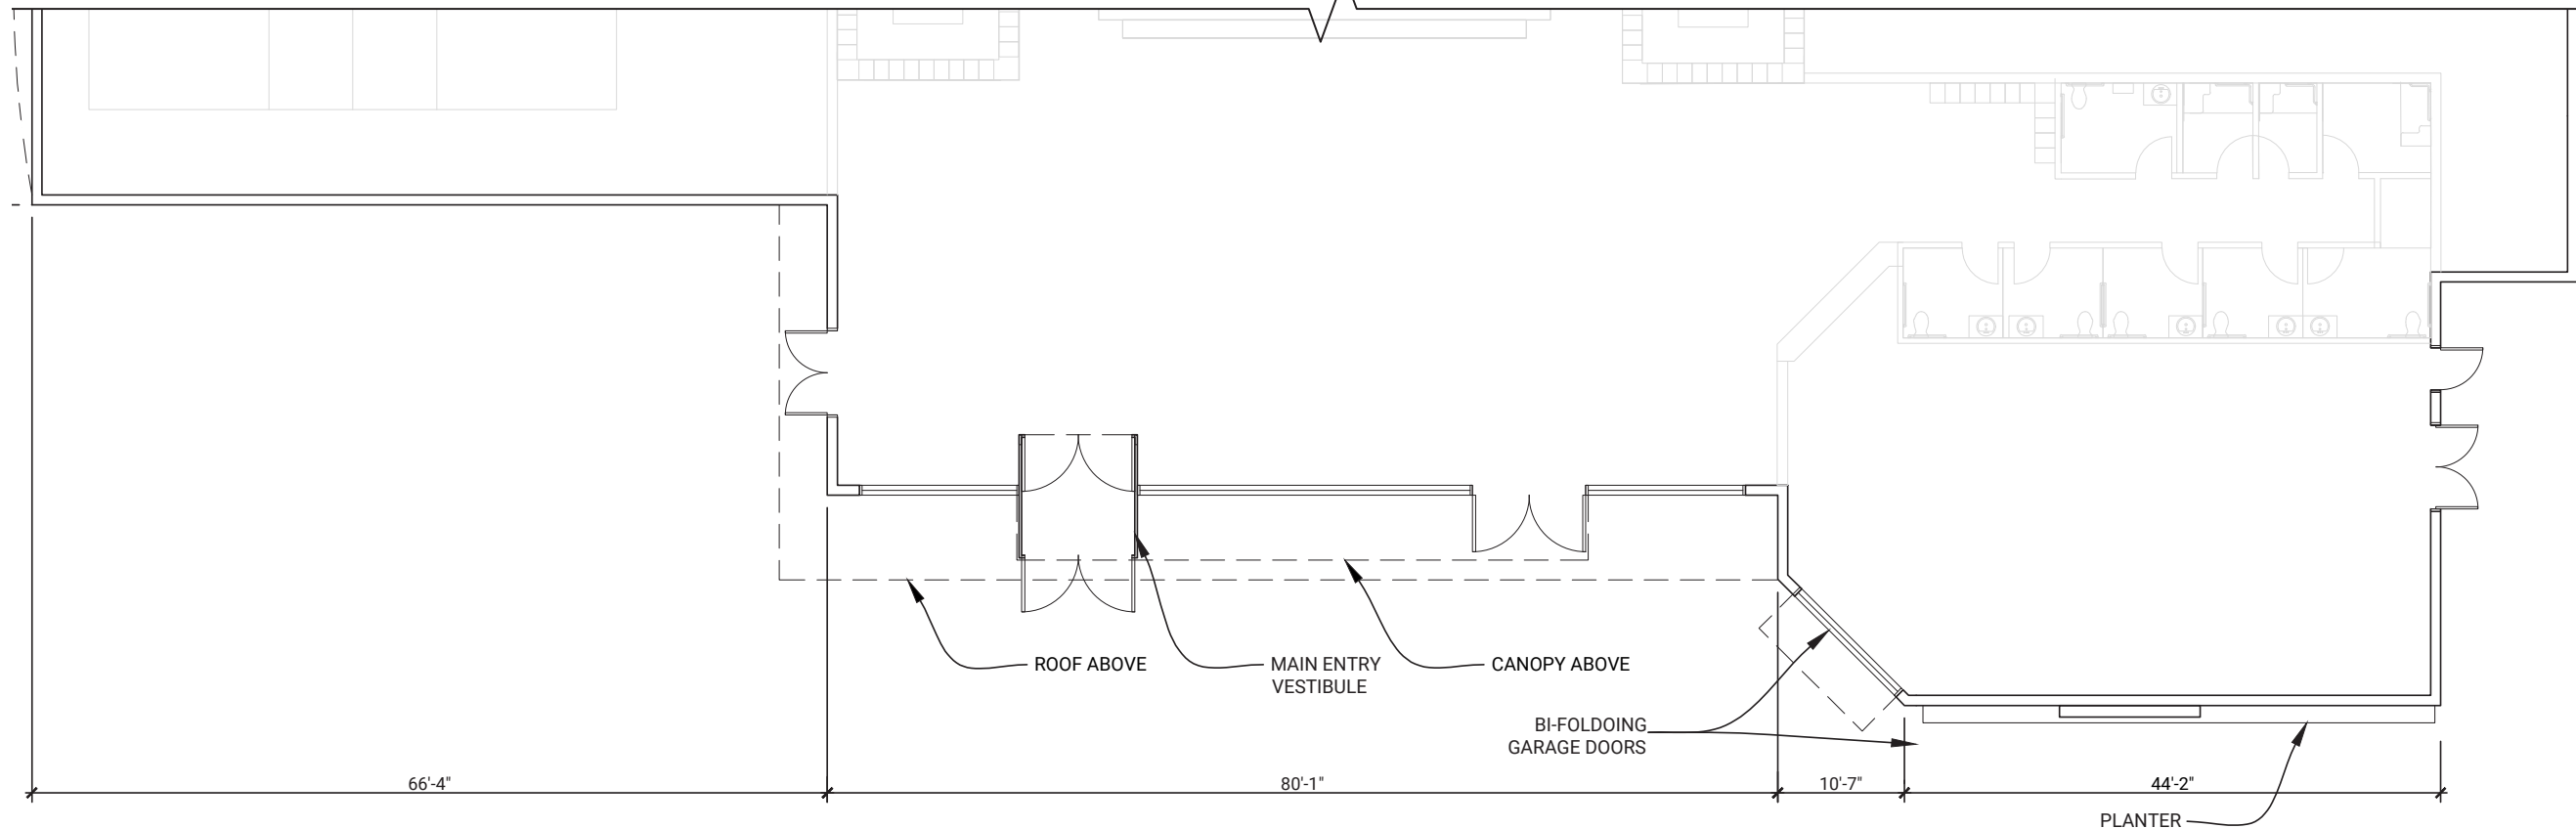 ROOF ABOVE
MAIN ENTRY
VESTIBULE
CANOPY ABOVE
BI-FOLDOING
GARAGE DOORS
66'-4"
80'-1"
10'-7"
44'-2"
PLANTER